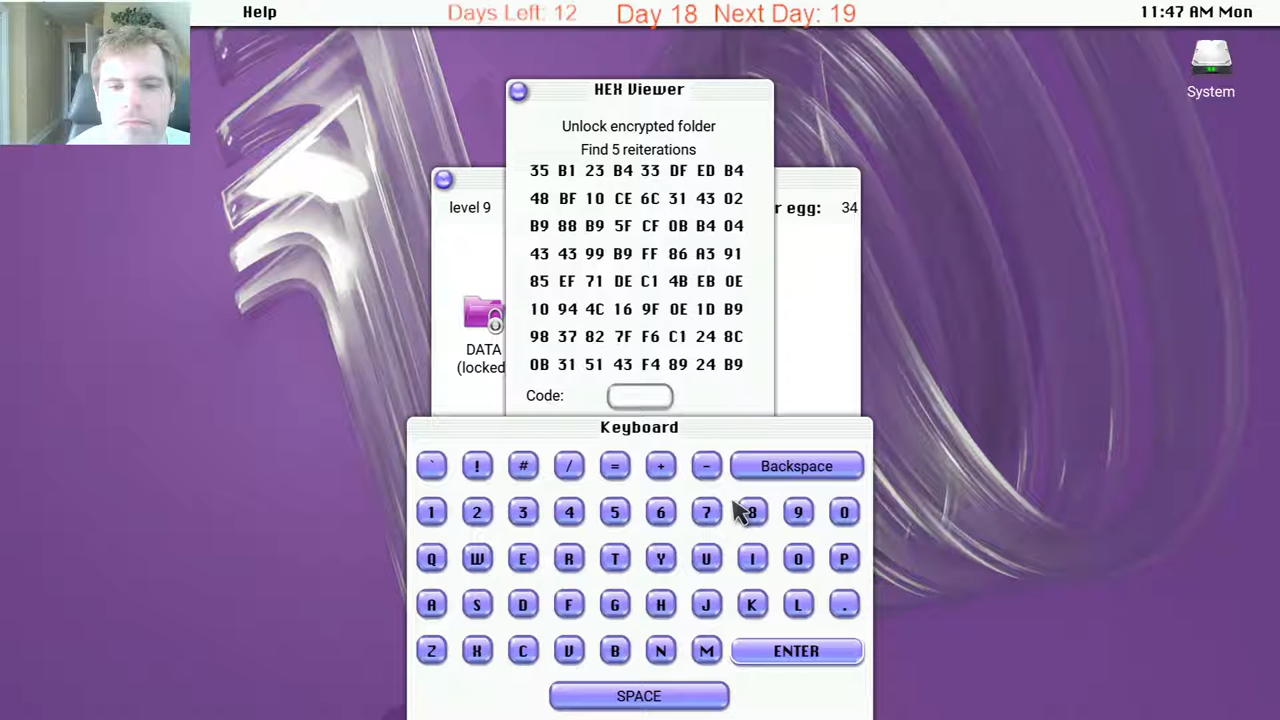 Help
Days Left: 12 Day 18 Next Day: 19
11:47 AM Mon
System
HEX Viewer
Unlock encrypted folder
Find 5 reiterations
35 B1 23 B4 33 DF ED B4
48 BF 10 CE 6C 31 43 02
B9 88 B9 5F CF 0B B4 04
43 43 99 B9 FF 86 A3 91
85 EF 71 DE C1 4B EB 0E
10 94 4C 16 9F 0E 1D B9
98 37 82 7F F6 C1 24 8C
0B 31 51 43 F4 89 24 B9
Code:
level 9
r egg: 34
DATA
(locked
Keyboard
` ! # / = + - Backspace
1 2 3 4 5 6 7 8 9 0
Q W E R T Y U I O P
A S D F G H J K L .
Z X C V B N M ENTER
SPACE